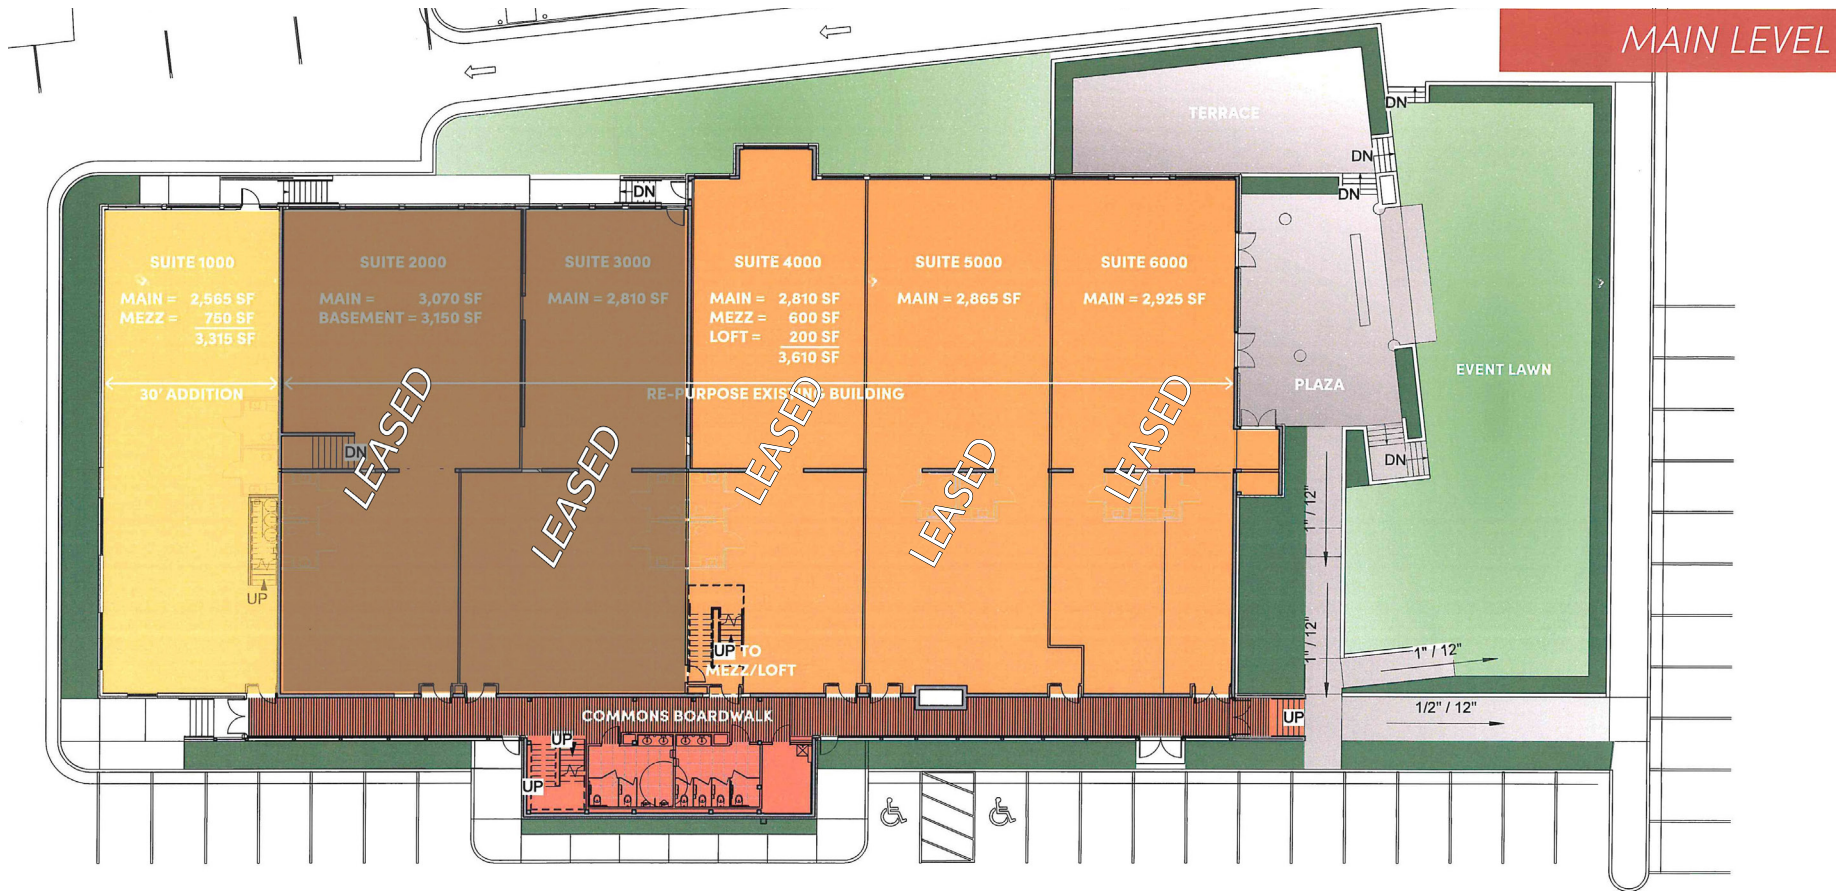 MAIN LEVEL
TERRACE
DN
DN
DN
DN
SUITE 1000
MAIN = 2,565 SF
MEZZ = 750 SF
3,315 SF
SUITE 2000
MAIN = 3,070 SF
BASEMENT = 3,150 SF
SUITE 3000
MAIN = 2,810 SF
SUITE 4000
MAIN = 2,810 SF
MEZZ = 600 SF
LOFT = 200 SF
3,610 SF
SUITE 5000
MAIN = 2,865 SF
SUITE 6000
MAIN = 2,925 SF
30' ADDITION
RE-PURPOSE EXISTING BUILDING
PLAZA
EVENT LAWN
LEASED
LEASED
LEASED
LEASED
LEASED
DN
DN
UP
UP TO
MEZZ/LOFT
1" / 12"
1" / 12"
1" / 12"
1/2" / 12"
COMMONS BOARDWALK
UP
UP
UP